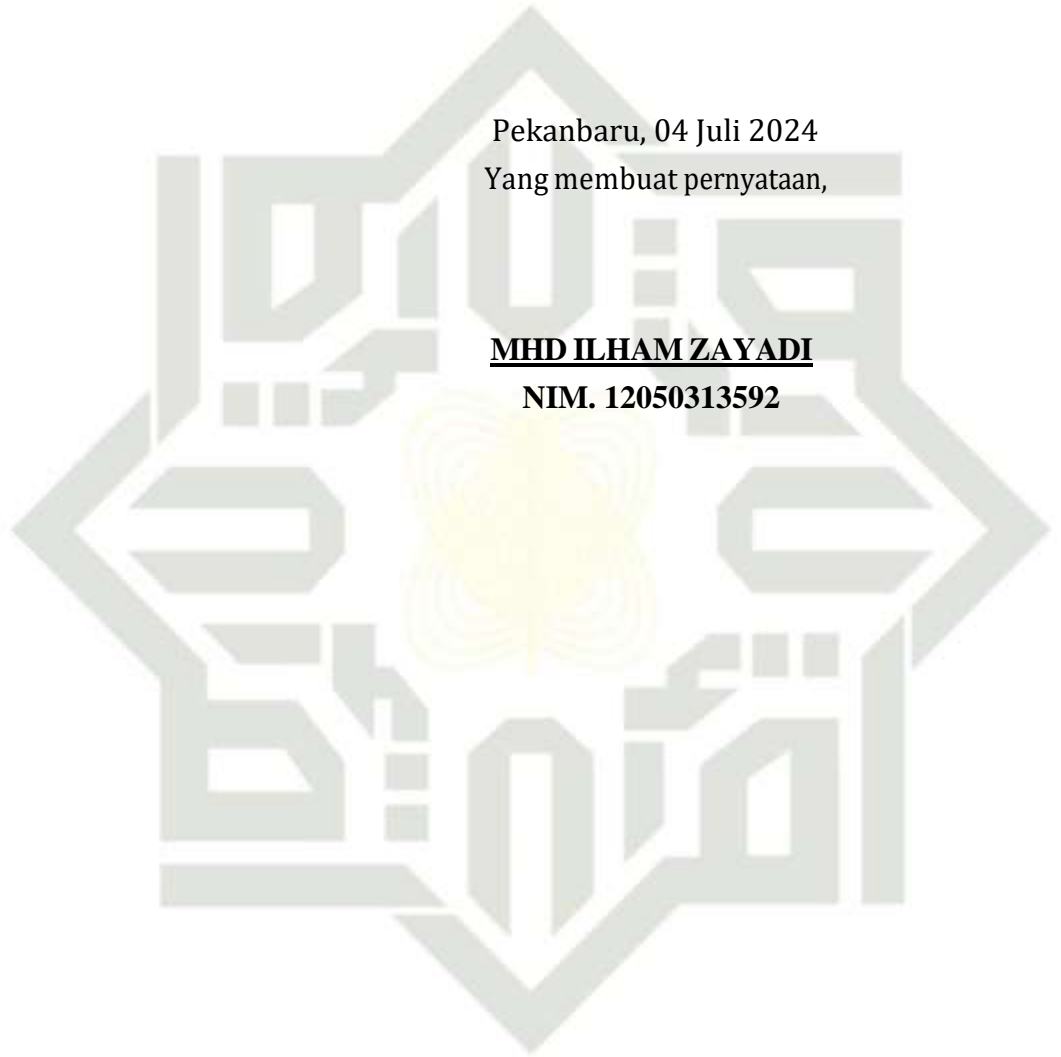 Pekanbaru, 04 Juli 2024
Yang membuat pernyataan,
MHD ILHAM ZAYADI
NIM. 12050313592